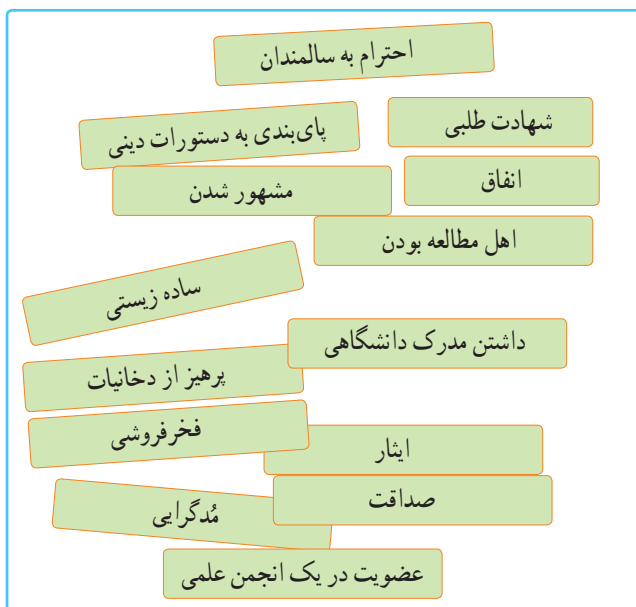 احترام به سالمندان
شهادت طلبی
پای‌بندی به دستورات دینی
انفاق
مشهور شدن
اهل مطالعه بودن
ساده زیستی
داشتن مدرک دانشگاهی
پرهیز از دخانیات
فخرفروشی
ایثار
صداقت
مُدگرایی
عضویت در یک انجمن علمی